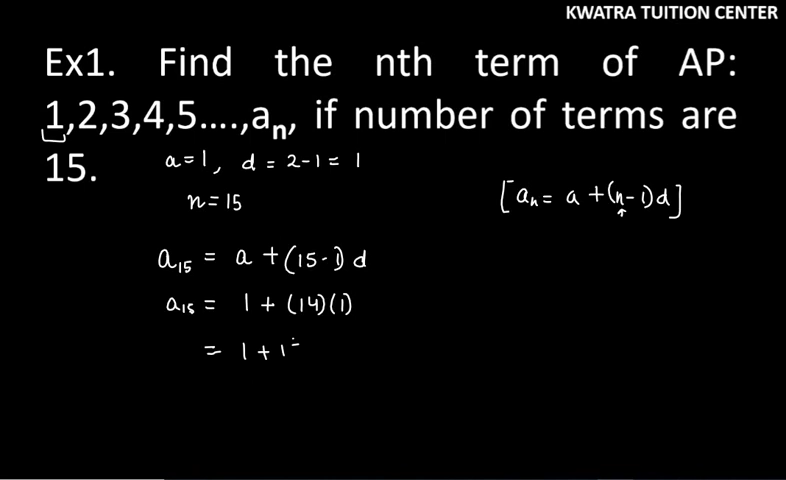 KWATRA TUITION CENTER
Ex1. Find the nth term of AP:
1,2,3,4,5....,aₙ, if number of terms are
15.
a = 1, d = 2 - 1 = 1
n = 15
[aₙ = a + (n - 1)d]
a₁₅ = a + (15 - 1) d
a₁₅ = 1 + (14)(1)
= 1 + 1